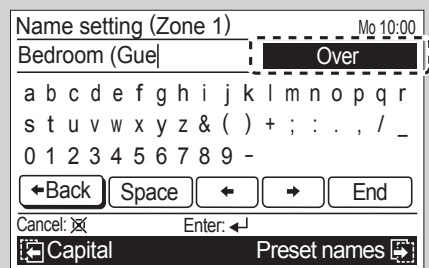 Name setting (Zone 1) Mo 10:00
Bedroom (Gue Over
a b c d e f g h i j k l m n o p q r
s t u v w x y z & ( ) + ; : . , / _
0 1 2 3 4 5 6 7 8 9 -
←Back Space ← → End
Cancel: Enter: ↵
Capital Preset names